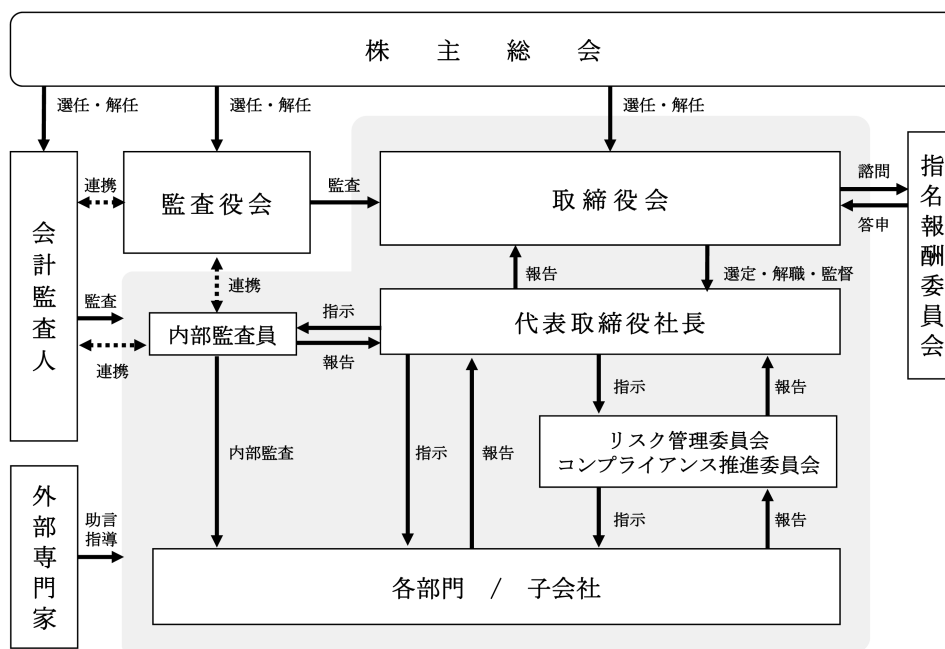 株主総会
選任・解任
選任・解任
選任・解任
会計監査人
連携
監査役会
監査
取締役会
諮問
答申
指名報酬委員会
連携
報告
選定・解職・監督
監査
連携
内部監査員
指示
報告
代表取締役社長
内部監査
指示
報告
指示
報告
リスク管理委員会
コンプライアンス推進委員会
指示
報告
外部専門家
助言
指導
各部門 / 子会社